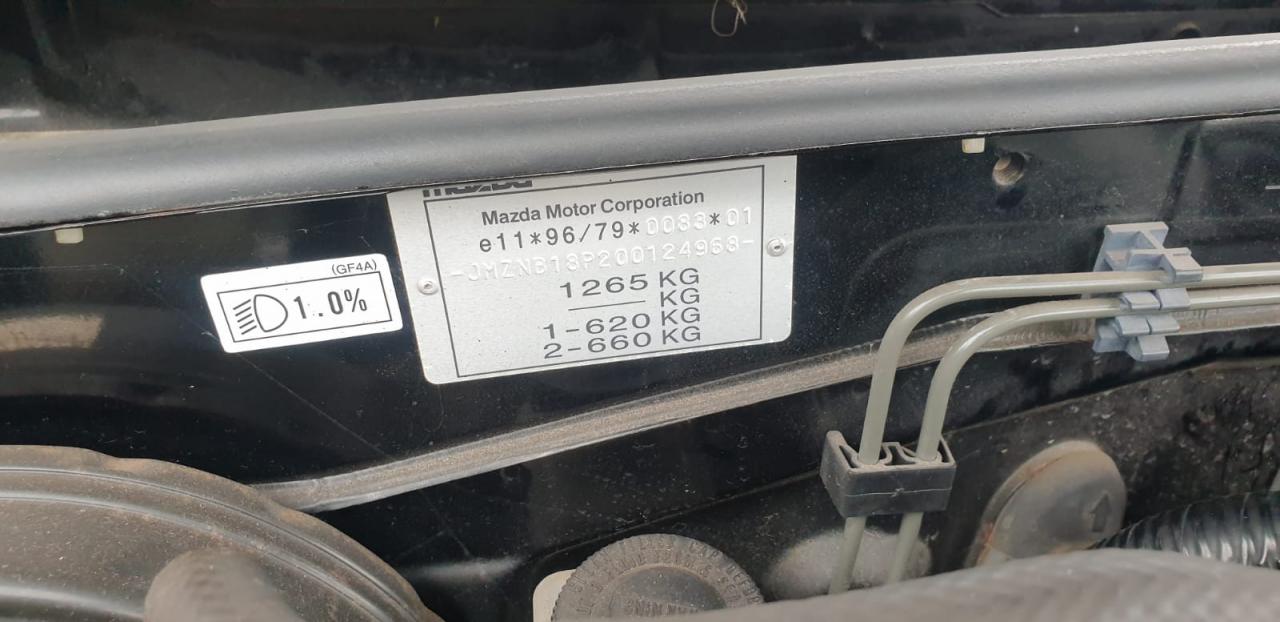 mazda
Mazda Motor Corporation
e11*96/79*0083*01
-JMZNB18P200124968-
1265 KG
KG
1-620 KG
2-660 KG
(GF4A)
1.0%